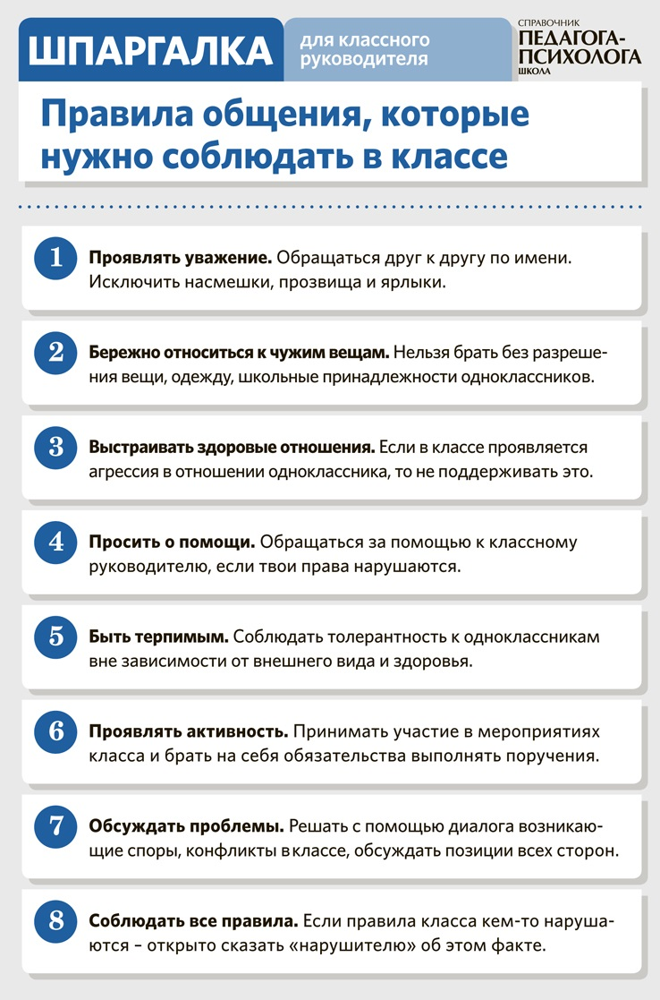 ШПАРГАЛКА
для классного
руководителя
СПРАВОЧНИК
ПЕДАГОГА-
ПСИХОЛОГА
ШКОЛА
Правила общения, которые
нужно соблюдать в классе
1 Проявлять уважение. Обращаться друг к другу по имени.
Исключить насмешки, прозвища и ярлыки.
2 Бережно относиться к чужим вещам. Нельзя брать без разреше-
ния вещи, одежду, школьные принадлежности одноклассников.
3 Выстраивать здоровые отношения. Если в классе проявляется
агрессия в отношении одноклассника, то не поддерживать это.
4 Просить о помощи. Обращаться за помощью к классному
руководителю, если твои права нарушаются.
5 Быть терпимым. Соблюдать толерантность к одноклассникам
вне зависимости от внешнего вида и здоровья.
6 Проявлять активность. Принимать участие в мероприятиях
класса и брать на себя обязательства выполнять поручения.
7 Обсуждать проблемы. Решать с помощью диалога возникаю-
щие споры, конфликты в классе, обсуждать позиции всех сторон.
8 Соблюдать все правила. Если правила класса кем-то наруша-
ются – открыто сказать «нарушителю» об этом факте.